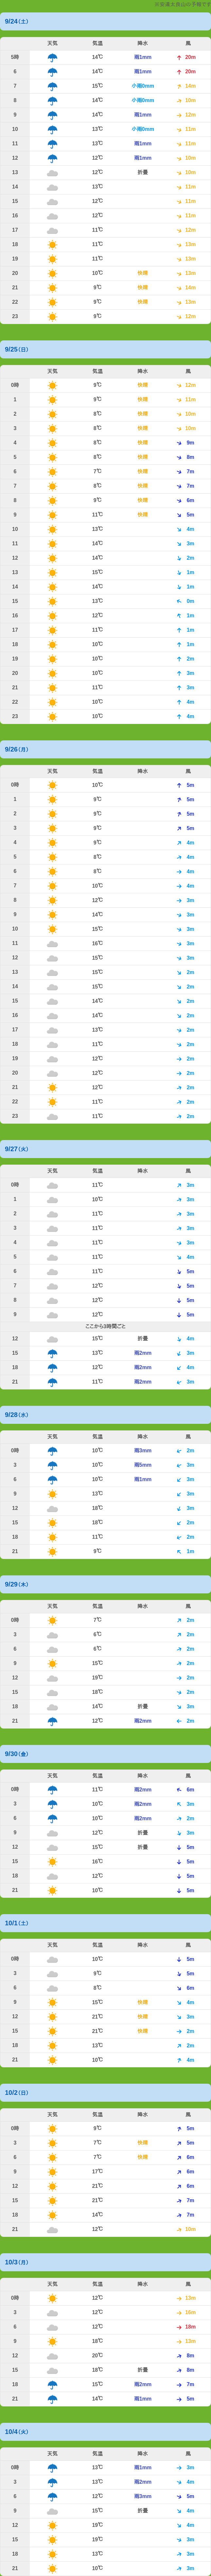 9/24(土)
天気 気温 降水 風
5時 14℃ 雨1mm 20m
6 14℃ 雨1mm 20m
7 15℃ 小雨0mm 14m
8 14℃ 小雨0mm 10m
9 14℃ 雨1mm 12m
10 13℃ 小雨0mm 11m
11 13℃ 雨1mm 11m
12 12℃ 雨1mm 10m
13 12℃ 折畳 10m
14 13℃ 11m
15 12℃ 11m
16 12℃ 11m
17 11℃ 12m
18 11℃ 13m
19 11℃ 13m
20 10℃ 快晴 13m
21 9℃ 快晴 14m
22 9℃ 快晴 13m
23 9℃ 12m
9/25(日)
天気 気温 降水 風
0時 9℃ 快晴 12m
1 9℃ 快晴 11m
2 8℃ 快晴 10m
3 8℃ 快晴 10m
4 8℃ 快晴 9m
5 8℃ 快晴 8m
6 7℃ 快晴 7m
7 8℃ 快晴 7m
8 9℃ 快晴 6m
9 11℃ 快晴 5m
10 13℃ 4m
11 14℃ 3m
12 14℃ 2m
13 15℃ 1m
14 14℃ 1m
15 13℃ 0m
16 12℃ 1m
17 11℃ 1m
18 10℃ 1m
19 10℃ 2m
20 10℃ 3m
21 11℃ 3m
22 10℃ 4m
23 10℃ 4m
9/26(月)
天気 気温 降水 風
0時 10℃ 5m
1 9℃ 5m
2 9℃ 5m
3 9℃ 5m
4 9℃ 4m
5 8℃ 4m
6 8℃ 4m
7 10℃ 4m
8 12℃ 3m
9 14℃ 3m
10 15℃ 3m
11 16℃ 3m
12 15℃ 3m
13 15℃ 2m
14 15℃ 2m
15 14℃ 2m
16 14℃ 2m
17 13℃ 2m
18 11℃ 2m
19 12℃ 2m
20 12℃ 2m
21 12℃ 2m
22 11℃ 2m
23 11℃ 2m
9/27(火)
天気 気温 降水 風
0時 11℃ 3m
1 10℃ 3m
2 11℃ 3m
3 11℃ 3m
4 11℃ 3m
5 11℃ 4m
6 11℃ 5m
7 12℃ 5m
8 12℃ 5m
9 12℃ 5m
ここから3時間ごと
12 15℃ 折畳 4m
15 13℃ 雨2mm 3m
18 12℃ 雨2mm 4m
21 11℃ 雨2mm 3m
9/28(水)
天気 気温 降水 風
0時 10℃ 雨3mm 2m
3 10℃ 雨5mm 3m
6 10℃ 雨1mm 3m
9 13℃ 3m
12 18℃ 3m
15 18℃ 2m
18 11℃ 2m
21 9℃ 1m
9/29(木)
天気 気温 降水 風
0時 7℃ 2m
3 6℃ 2m
6 6℃ 2m
9 15℃ 2m
12 19℃ 2m
15 18℃ 2m
18 14℃ 折畳 3m
21 12℃ 雨2mm 2m
9/30(金)
天気 気温 降水 風
0時 11℃ 雨2mm 6m
3 10℃ 雨2mm 3m
6 10℃ 雨2mm 2m
9 12℃ 折畳 3m
12 15℃ 折畳 5m
15 16℃ 5m
18 12℃ 5m
21 10℃ 5m
10/1(土)
天気 気温 降水 風
0時 10℃ 5m
3 9℃ 5m
6 8℃ 6m
9 15℃ 快晴 4m
12 21℃ 快晴 3m
15 21℃ 快晴 2m
18 13℃ 2m
21 10℃ 4m
10/2(日)
天気 気温 降水 風
0時 9℃ 5m
3 7℃ 快晴 5m
6 7℃ 快晴 6m
9 17℃ 6m
12 21℃ 6m
15 21℃ 7m
18 14℃ 7m
21 12℃ 10m
10/3(月)
天気 気温 降水 風
0時 12℃ 13m
3 12℃ 16m
6 12℃ 18m
9 18℃ 13m
12 20℃ 8m
15 18℃ 折畳 8m
18 15℃ 雨2mm 7m
21 14℃ 雨1mm 5m
10/4(火)
天気 気温 降水 風
0時 13℃ 雨1mm 3m
3 13℃ 雨2mm 4m
6 12℃ 雨3mm 5m
9 15℃ 折畳 4m
12 19℃ 4m
15 19℃ 3m
18 13℃ 3m
21 10℃ 3m